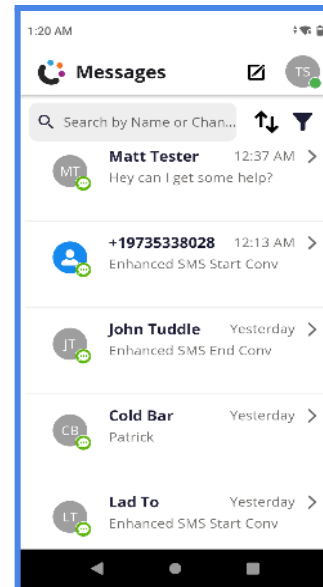 1:20 AM
Messages
TS
Search by Name or Chan...
MT
Matt Tester 12:37 AM
Hey can I get some help?
+19735338028 12:13 AM
Enhanced SMS Start Conv
JT
John Tuddle Yesterday
Enhanced SMS End Conv
CB
Cold Bar Yesterday
Patrick
LT
Lad To Yesterday
Enhanced SMS Start Conv